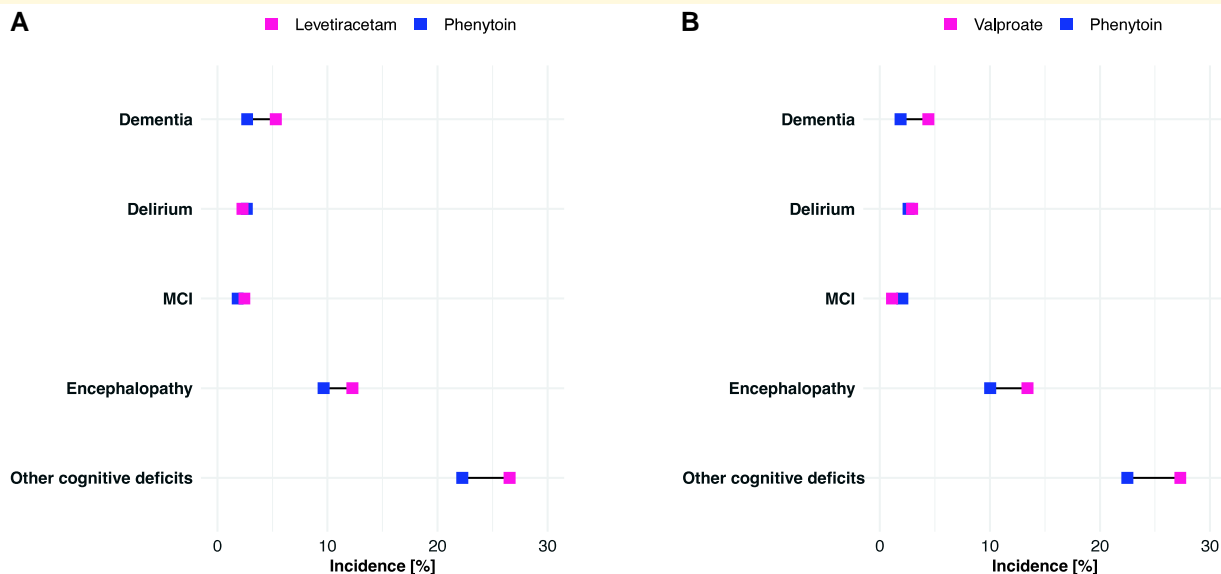 A
Levetiracetam Phenytoin
Dementia
Delirium
MCI
Encephalopathy
Other cognitive deficits
0 10 20 30
Incidence [%]
B
Valproate Phenytoin
Dementia
Delirium
MCI
Encephalopathy
Other cognitive deficits
0 10 20 30
Incidence [%]